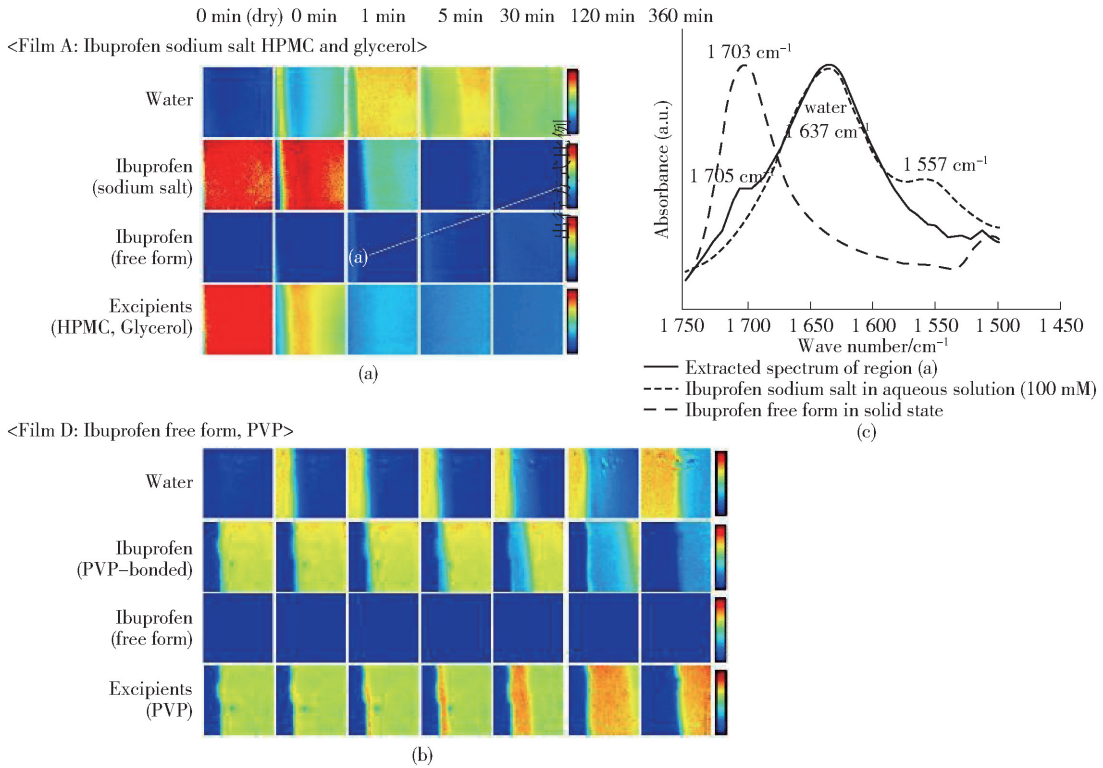 0 min (dry) 0 min 1 min 5 min 30 min 120 min 360 min
<Film A: Ibuprofen sodium salt HPMC and glycerol>
Water
Ibuprofen
(sodium salt)
Ibuprofen
(free form)
(a)
Excipients
(HPMC, Glycerol)
(a)
(c)
1 703 cm⁻¹
water
1 637 cm⁻¹
1 557 cm⁻¹
1 705 cm⁻
Absorbance (a.u.)
1 750 1 700 1 650 1 600 1 550 1 500 1 450
Wave number/cm⁻¹
Extracted spectrum of region (a)
Ibuprofen sodium salt in aqueous solution (100 mM)
Ibuprofen free form in solid state
(c)
<Film D: Ibuprofen free form, PVP>
Water
Ibuprofen
(PVP-bonded)
Ibuprofen
(free form)
Excipients
(PVP)
(b)